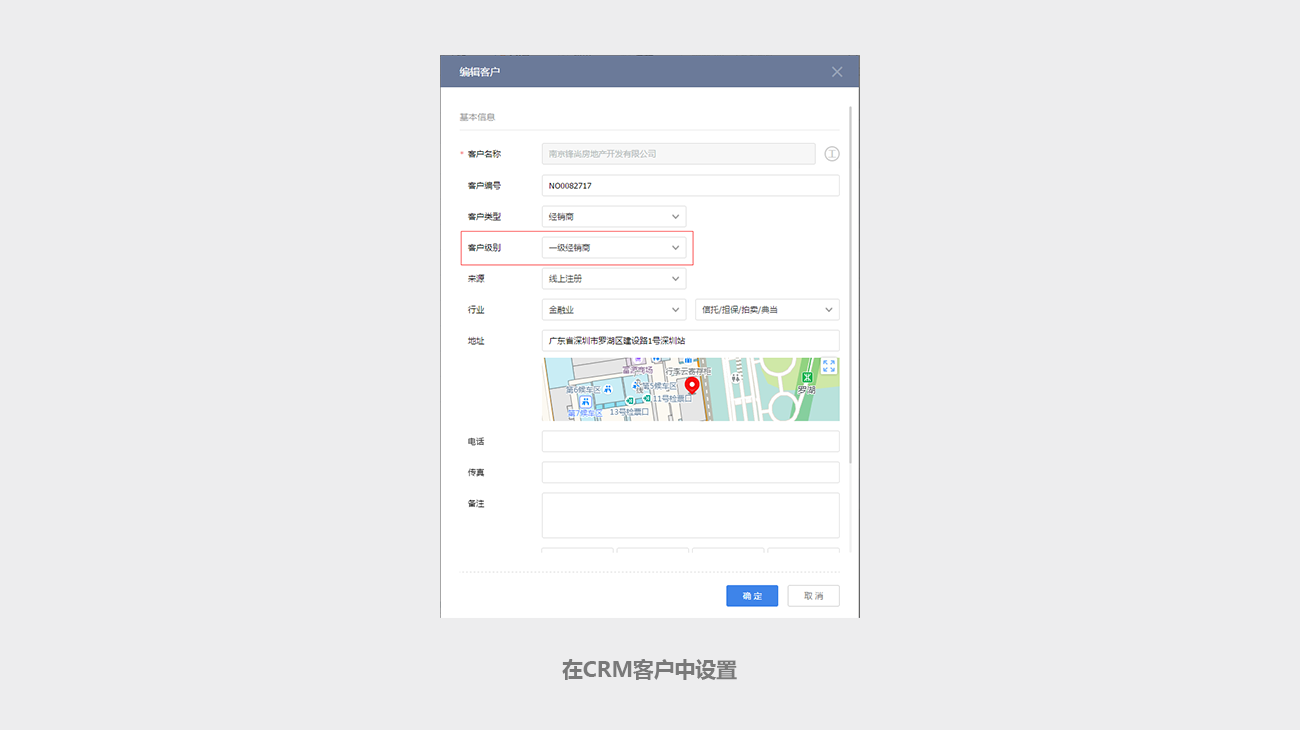 编辑客户
基本信息
* 客户名称 南京锋尚房地产开发有限公司
客户编号 NO0082717
客户类型 经销商
客户级别 一级经销商
来源 线上注册
行业 金融业 信托/担保/拍卖/典当
地址 广东省深圳市罗湖区建设路1号深圳站
富源商场 行李云寄存柜
第6候车区 第5候车区
罗湖
11号检票口
第7候车区 13号检票口
电话
传真
备注
确定 取消
在CRM客户中设置